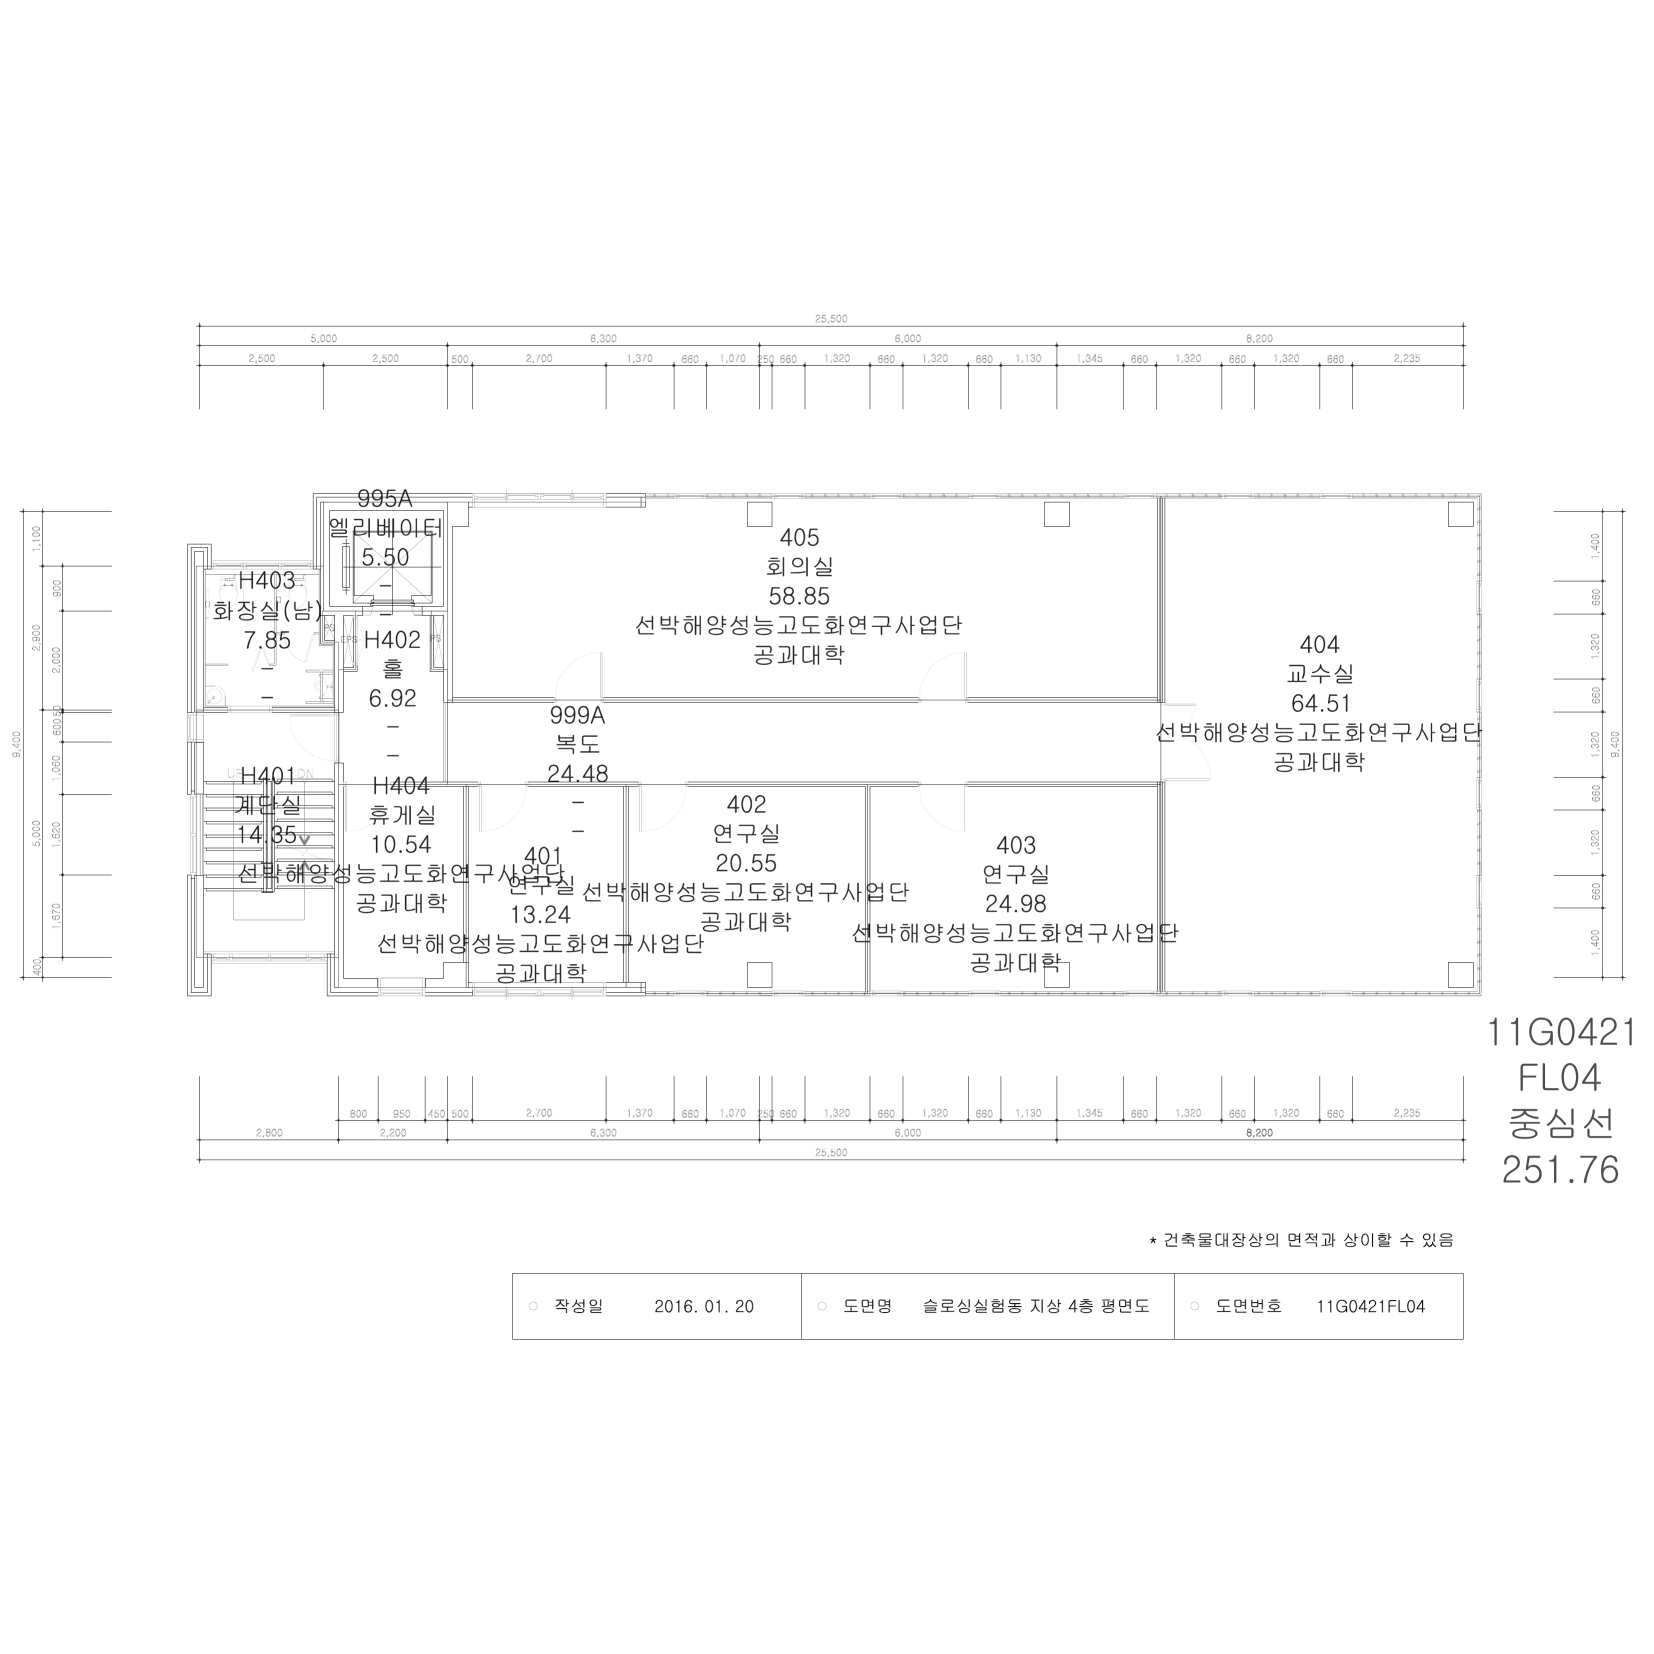 25,500
5,000 6,300 6,000 8,200
2,500 2,500 500 2,700 1,370 660 1,070 250 660 1,320 660 1,320 660 1,130 1,345 660 1,320 660 1,320 660 2,235
995A
엘리베이터
5.50
–
–
405
회의실
58.85
선박해양성능고도화연구사업단
공과대학
H403
화장실(남)
7.85
–
–
PS
EPS
PS
H402
홀
6.92
–
–
404
교수실
64.51
선박해양성능고도화연구사업단
공과대학
999A
복도
24.48
–
–
UP
DN
H401
계단실
14.35
H404
휴게실
10.54
선박해양성능고도화연구사업단
공과대학
401
연구실
13.24
선박해양성능고도화연구사업단
공과대학
402
연구실
20.55
선박해양성능고도화연구사업단
공과대학
403
연구실
24.98
선박해양성능고도화연구사업단
공과대학
9,400
1,100
2,900
5,000
400
900
2,000
50
600
1,060
1,620
1,670
1,400
660
1,320
660
1,320
660
1,320
660
1,400
9,400
11G0421
FL04
중심선
251.76
800 950 450 500 2,700 1,370 660 1,070 250 660 1,320 660 1,320 660 1,130 1,345 660 1,320 660 1,320 660 2,235
2,800 2,200 6,300 6,000 8,200
25,500
* 건축물대장상의 면적과 상이할 수 있음
○ 작성일 2016. 01. 20 ○ 도면명 슬로싱실험동 지상 4층 평면도 ○ 도면번호 11G0421FL04